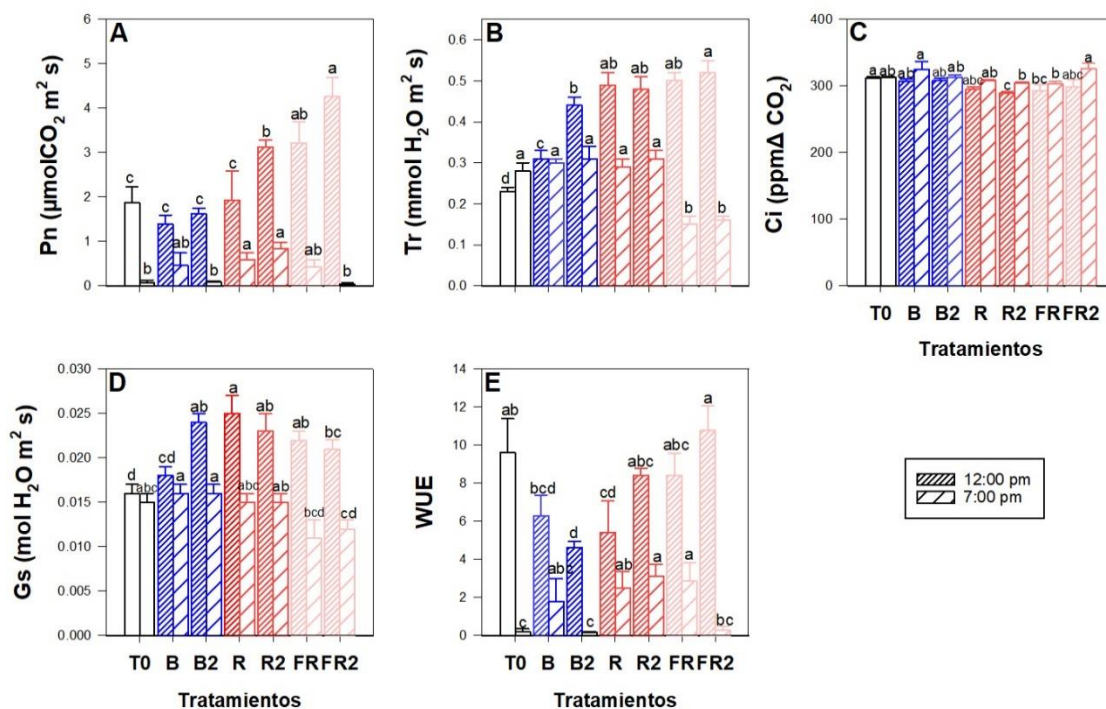 A
Pn (µmolCO2 m2 s)
6
5
4
3
2
1
0
c
b
c
ab
c
b
c
a
b
a
ab
ab
a
b
B
Tr (mmol H2O m2 s)
0.6
0.5
0.4
0.3
0.2
0.1
0.0
d
a
c
a
b
a
ab
a
ab
a
ab
b
a
b
C
Ci (ppmΔ CO2)
400
300
200
100
0
a
ab
ab
a
ab
ab
abc
ab
c
b
bc
b
abc
a
T0 B B2 R R2 FR FR2
Tratamientos
D
Gs (mol H2O m2 s)
0.030
0.025
0.020
0.015
0.010
0.005
0.000
d
abc
cd
a
ab
a
a
abc
ab
ab
ab
bcd
bc
cd
T0 B B2 R R2 FR FR2
Tratamientos
E
WUE
14
12
10
8
6
4
2
0
ab
c
bcd
abc
d
c
cd
ab
abc
a
abc
a
a
bc
T0 B B2 R R2 FR FR2
Tratamientos
12:00 pm
7:00 pm